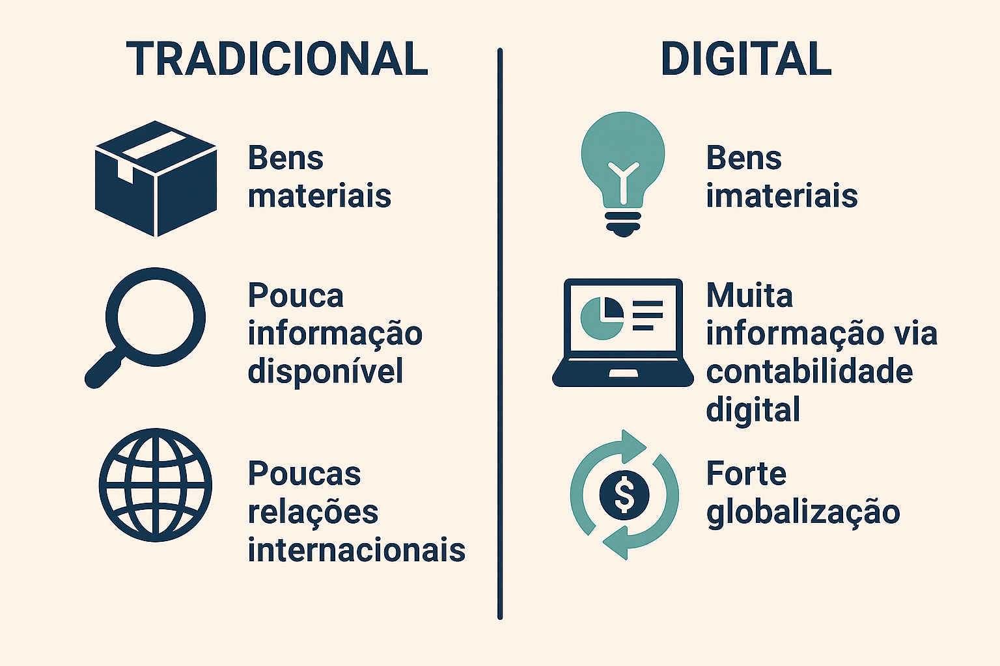 TRADICIONAL
Bens
materiais
Pouca
informação
disponível
Poucas
relações
internacionais
DIGITAL
Bens
imateriais
Muita
informação via
contabilidade
digital
$
Forte
globalização